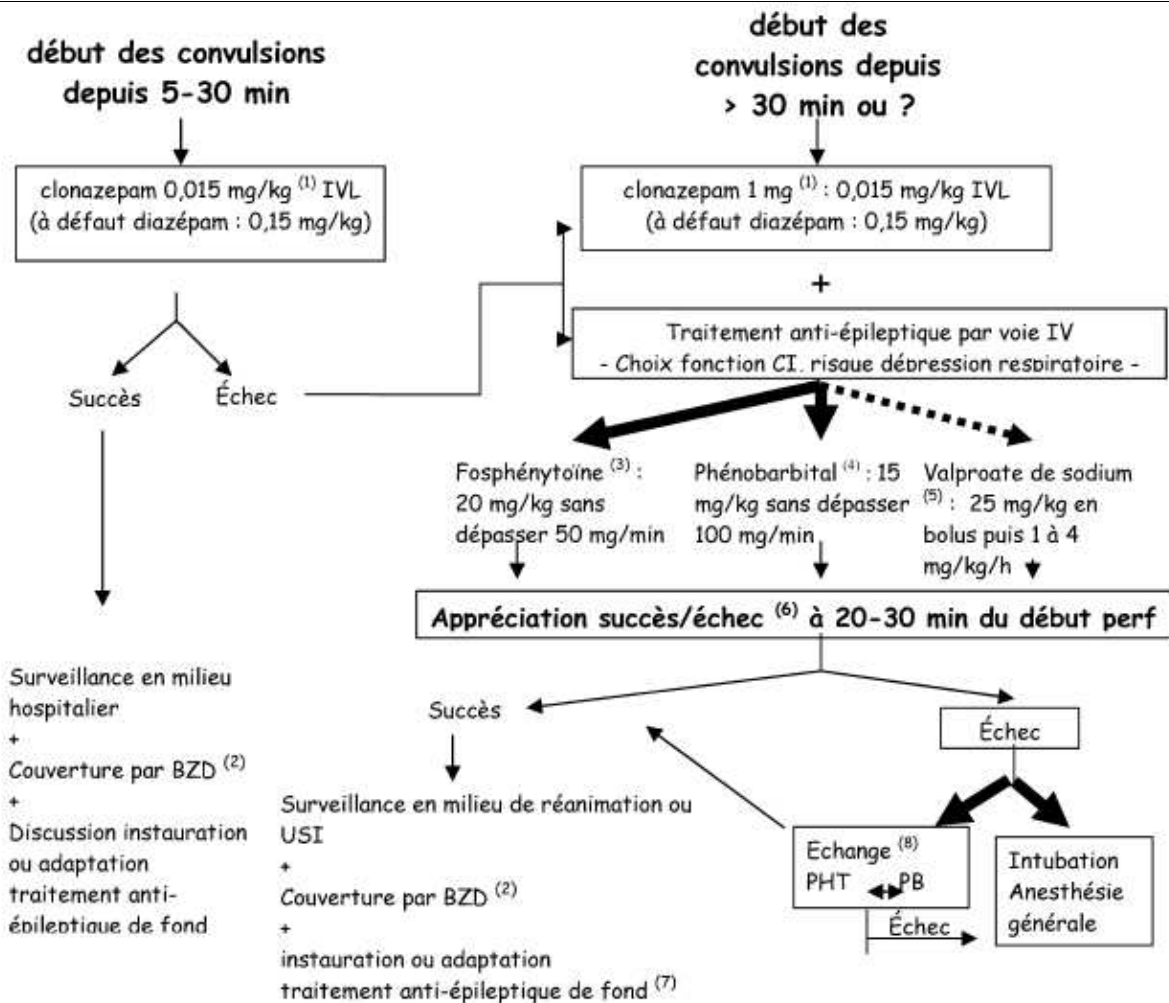 début des convulsions
depuis 5-30 min
clonazepam 0,015 mg/kg (1) IVL
(à défaut diazépam : 0,15 mg/kg)
Succès
Échec
Surveillance en milieu
hospitalier
+
Couverture par BZD (2)
+
Discussion instauration
ou adaptation
traitement anti-
épileptique de fond
début des
convulsions depuis
> 30 min ou ?
clonazepam 1 mg (1) : 0,015 mg/kg IVL
(à défaut diazépam : 0,15 mg/kg)
+
Traitement anti-épileptique par voie IV
- Choix fonction CI, risque dépression respiratoire -
Fosphénytoïne (3) :
20 mg/kg sans
dépasser 50 mg/min
Phénobarbital (4) : 15
mg/kg sans dépasser
100 mg/min
Valproate de sodium
(5) : 25 mg/kg en
bolus puis 1 à 4
mg/kg/h
Appréciation succès/échec (6) à 20-30 min du début perf
Succès
Surveillance en milieu de réanimation ou
USI
+
Couverture par BZD (2)
+
instauration ou adaptation
traitement anti-épileptique de fond (7)
Échec
Echange (8)
PHT PB
Échec
Intubation
Anesthésie
générale